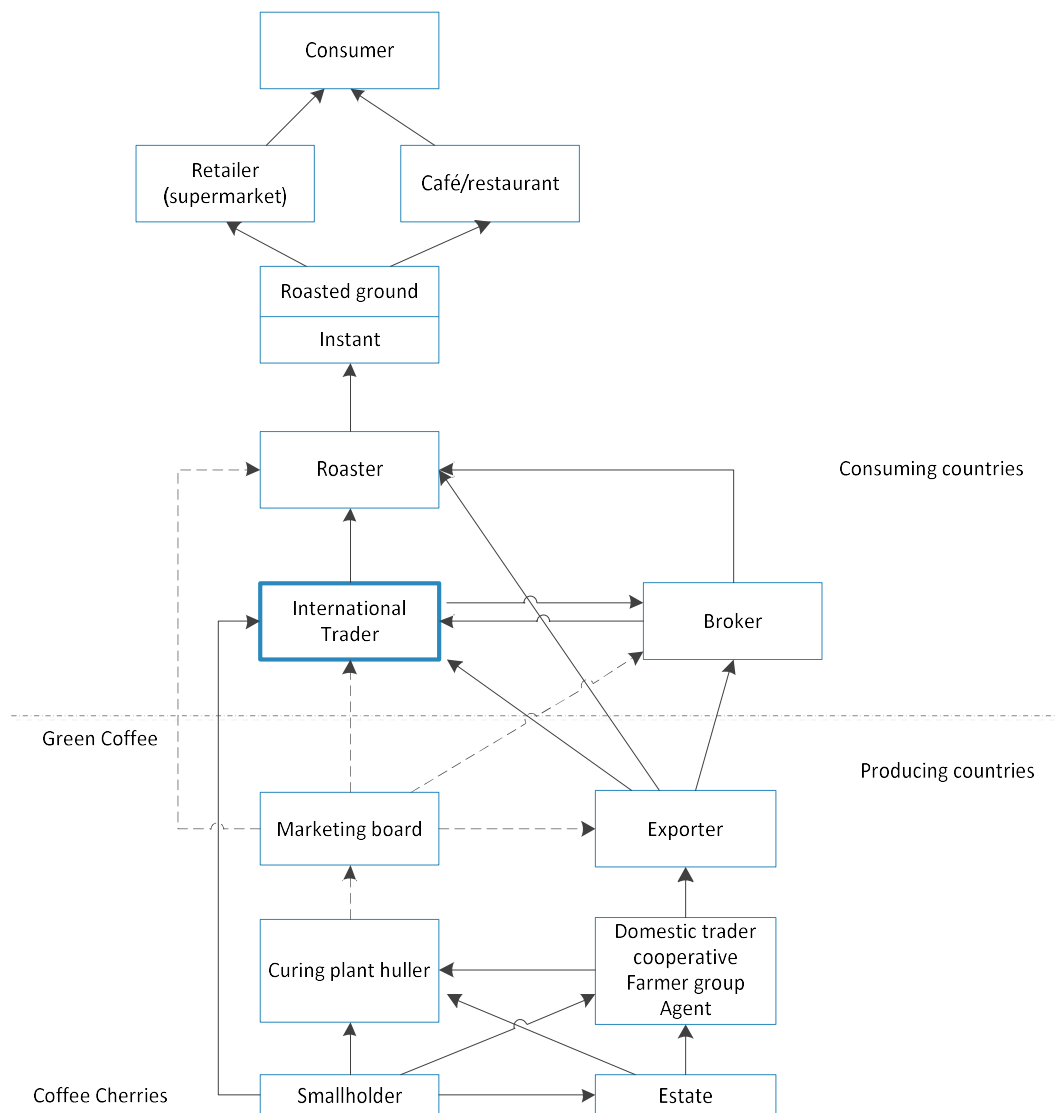 Consumer
Retailer
(supermarket)
Café/restaurant
Roasted ground
Instant
Roaster
Consuming countries
International
Trader
Broker
Green Coffee
Producing countries
Marketing board
Exporter
Curing plant huller
Domestic trader
cooperative
Farmer group
Agent
Coffee Cherries
Smallholder
Estate